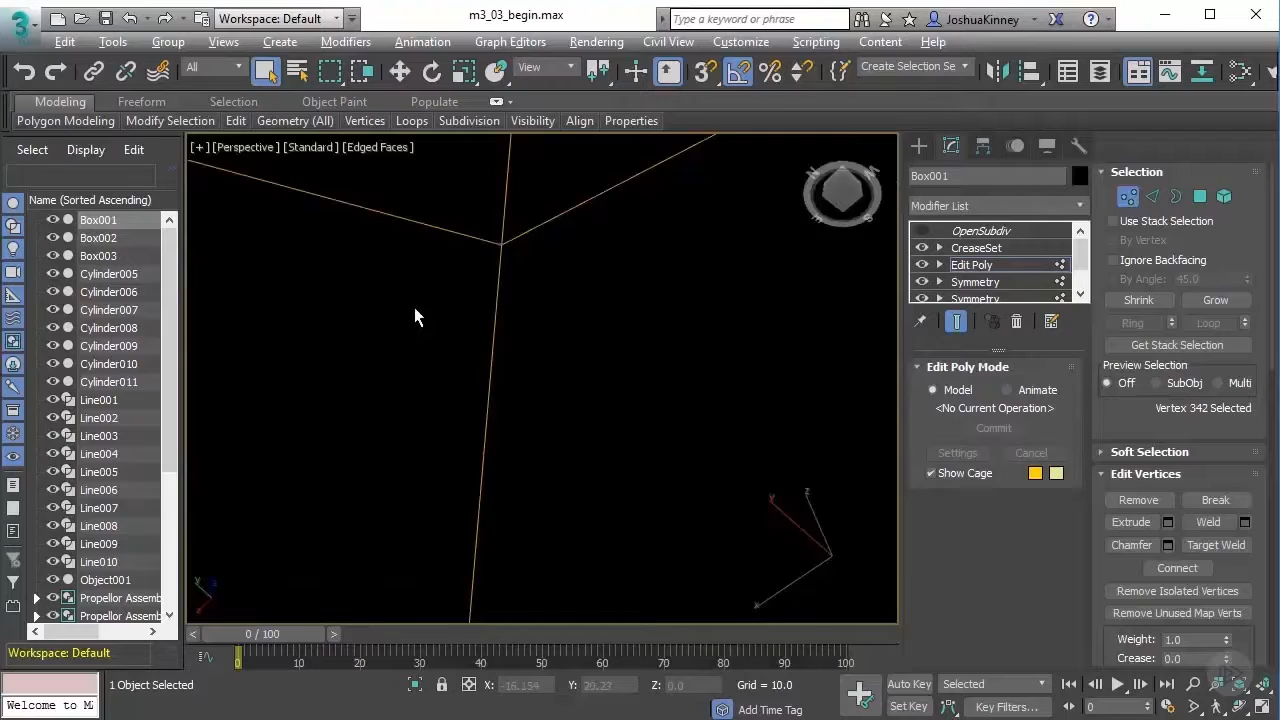 3
Workspace: Default
m3_03_begin.max
Type a keyword or phrase
JoshuaKinney
Edit Tools Group Views Create Modifiers Animation Graph Editors Rendering Civil View Customize Scripting Content Help
All
View
3
Create Selection Se
Modeling Freeform Selection Object Paint Populate
Polygon Modeling Modify Selection Edit Geometry (All) Vertices Loops Subdivision Visibility Align Properties
Select Display Edit
Name (Sorted Ascending)
Box001
Box002
Box003
Cylinder005
Cylinder006
Cylinder007
Cylinder008
Cylinder009
Cylinder010
Cylinder011
Line001
Line002
Line003
Line004
Line005
Line006
Line007
Line008
Line009
Line010
Object001
Propellor Assemb
Propellor Assemb
Workspace: Default
[+] [Perspective] [Standard] [Edged Faces]
0 / 100
0 10 20 30 40 50 60 70 80 90 100
Box001
Modifier List
OpenSubdiv
CreaseSet
Edit Poly
Symmetry
Symmetry
Edit Poly Mode
Model Animate
<No Current Operation>
Commit
Settings Cancel
Show Cage
Selection
Use Stack Selection
By Vertex
Ignore Backfacing
By Angle: 45.0
Shrink Grow
Ring Loop
Get Stack Selection
Preview Selection
Off SubObj Multi
Vertex 342 Selected
Soft Selection
Edit Vertices
Remove Break
Extrude Weld
Chamfer Target Weld
Connect
Remove Isolated Vertices
Remove Unused Map Verts
Weight: 1.0
Crease: 0.0
1 Object Selected
X: -16.154 Y: 20.27 Z: 0.0 Grid = 10.0
Auto Key Selected
Welcome to M
Add Time Tag
Set Key Key Filters... 0